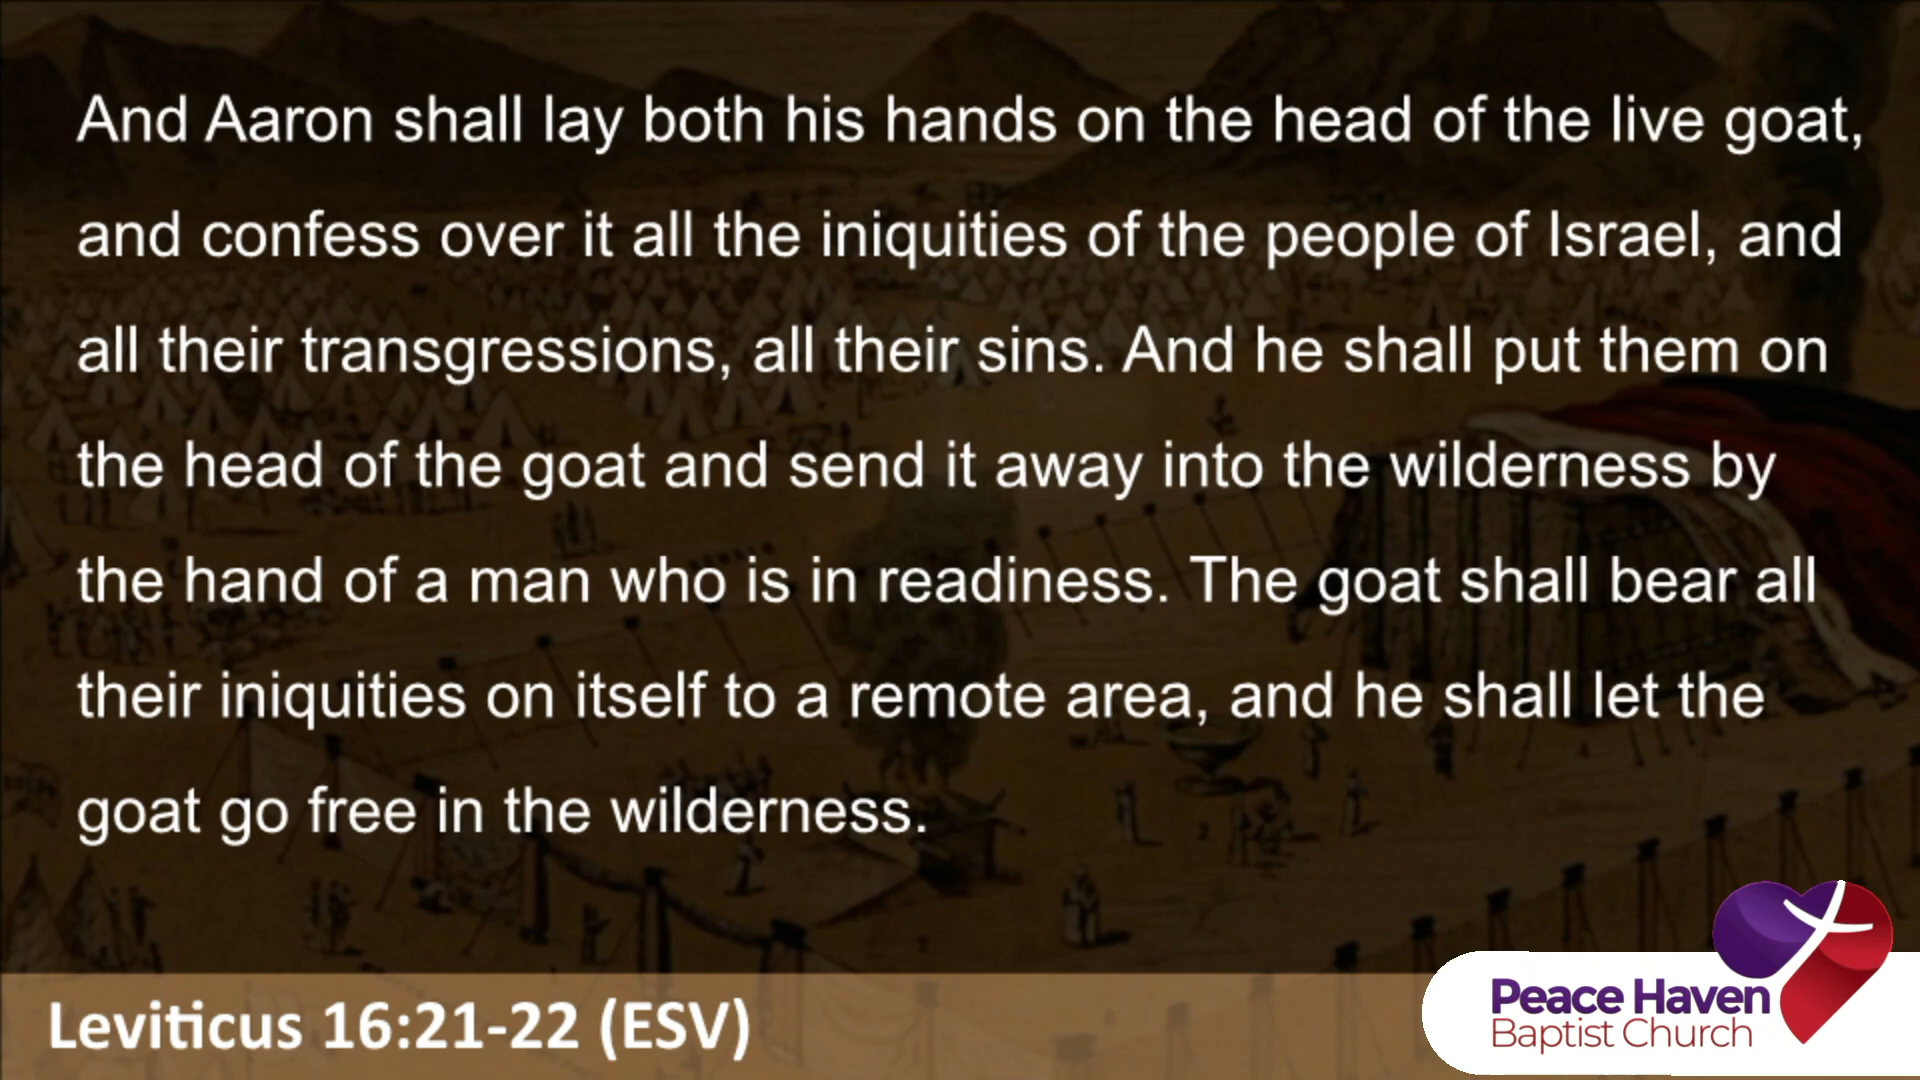 And Aaron shall lay both his hands on the head of the live goat,
and confess over it all the iniquities of the people of Israel, and
all their transgressions, all their sins. And he shall put them on
the head of the goat and send it away into the wilderness by
the hand of a man who is in readiness. The goat shall bear all
their iniquities on itself to a remote area, and he shall let the
goat go free in the wilderness.
Leviticus 16:21-22 (ESV)
Peace Haven
Baptist Church